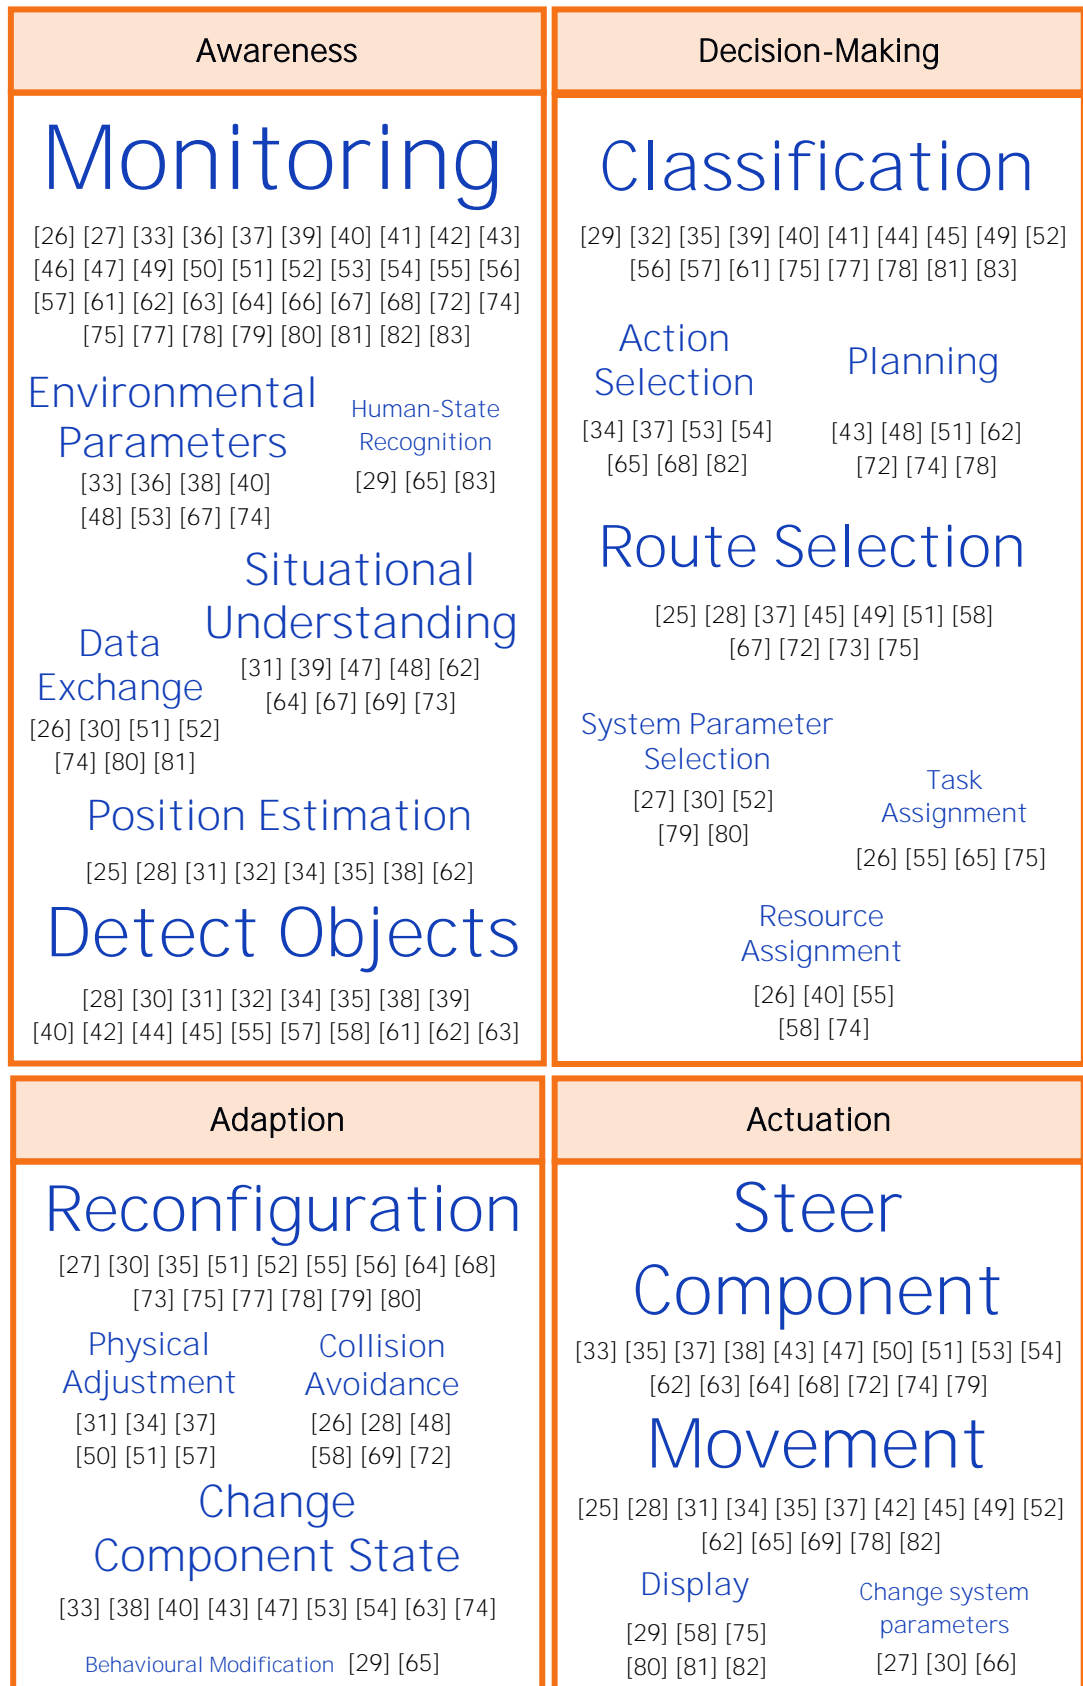 Awareness
Monitoring
[26] [27] [33] [36] [37] [39] [40] [41] [42] [43]
[46] [47] [49] [50] [51] [52] [53] [54] [55] [56]
[57] [61] [62] [63] [64] [66] [67] [68] [72] [74]
[75] [77] [78] [79] [80] [81] [82] [83]
Environmental
Parameters
[33] [36] [38] [40]
[48] [53] [67] [74]
Human-State
Recognition
[29] [65] [83]
Situational
Understanding
[31] [39] [47] [48] [62]
[64] [67] [69] [73]
Data
Exchange
[26] [30] [51] [52]
[74] [80] [81]
Position Estimation
[25] [28] [31] [32] [34] [35] [38] [62]
Detect Objects
[28] [30] [31] [32] [34] [35] [38] [39]
[40] [42] [44] [45] [55] [57] [58] [61] [62] [63]
Decision-Making
Classification
[29] [32] [35] [39] [40] [41] [44] [45] [49] [52]
[56] [57] [61] [75] [77] [78] [81] [83]
Action
Selection
[34] [37] [53] [54]
[65] [68] [82]
Planning
[43] [48] [51] [62]
[72] [74] [78]
Route Selection
[25] [28] [37] [45] [49] [51] [58]
[67] [72] [73] [75]
System Parameter
Selection
[27] [30] [52]
[79] [80]
Task
Assignment
[26] [55] [65] [75]
Resource
Assignment
[26] [40] [55]
[58] [74]
Adaption
Reconfiguration
[27] [30] [35] [51] [52] [55] [56] [64] [68]
[73] [75] [77] [78] [79] [80]
Physical
Adjustment
[31] [34] [37]
[50] [51] [57]
Collision
Avoidance
[26] [28] [48]
[58] [69] [72]
Change
Component State
[33] [38] [40] [43] [47] [53] [54] [63] [74]
Behavioural Modification [29] [65]
Actuation
Steer
Component
[33] [35] [37] [38] [43] [47] [50] [51] [53] [54]
[62] [63] [64] [68] [72] [74] [79]
Movement
[25] [28] [31] [34] [35] [37] [42] [45] [49] [52]
[62] [65] [69] [78] [82]
Display
[29] [58] [75]
[80] [81] [82]
Change system
parameters
[27] [30] [66]